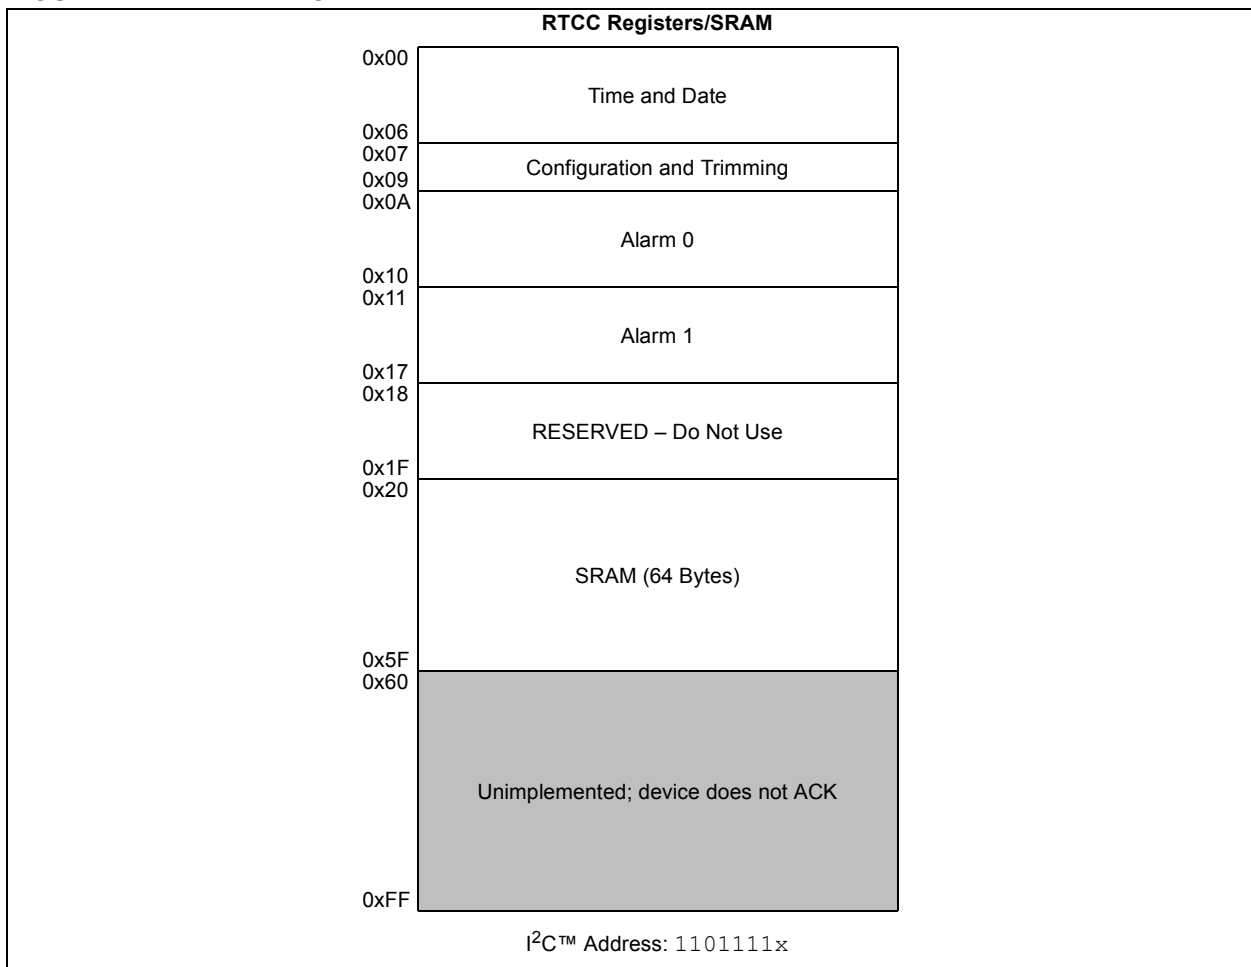 RTCC Registers/SRAM
0x00
Time and Date
0x06
0x07
Configuration and Trimming
0x09
0x0A
Alarm 0
0x10
0x11
Alarm 1
0x17
0x18
RESERVED – Do Not Use
0x1F
0x20
SRAM (64 Bytes)
0x5F
0x60
Unimplemented; device does not ACK
0xFF
I²C™ Address: 1101111x